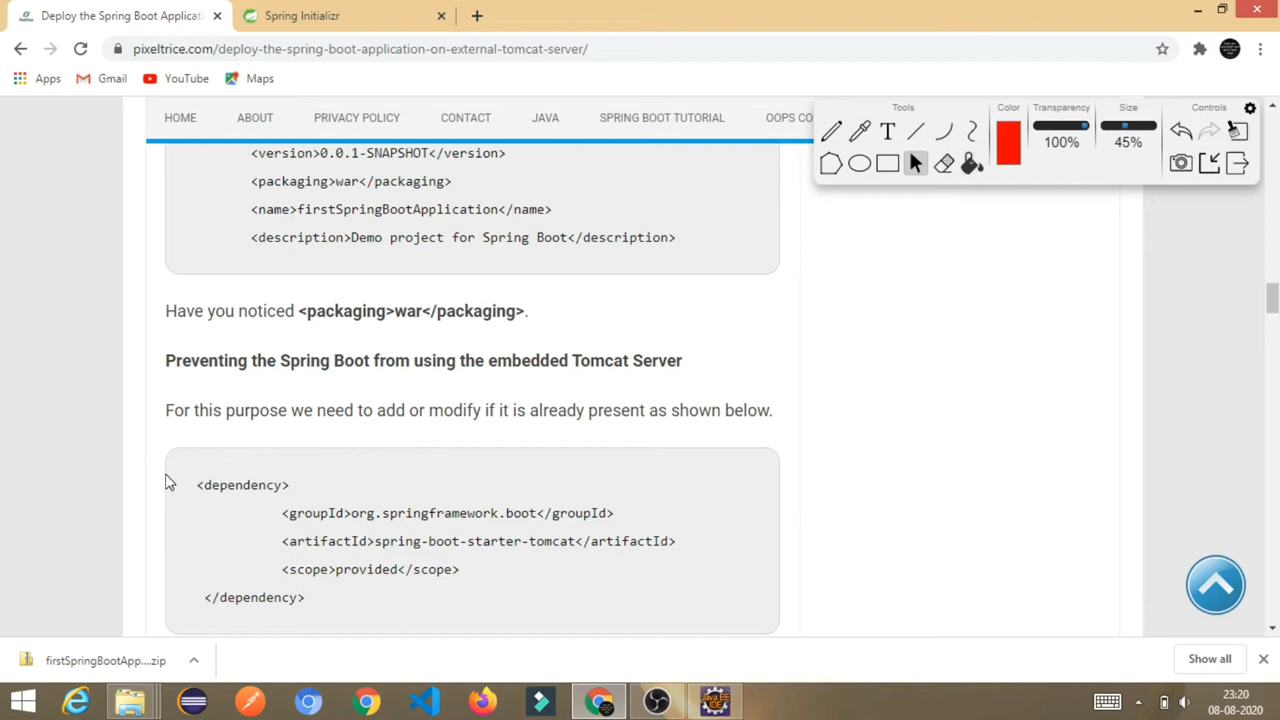 Deploy the Spring Boot Applicat
Spring Initializr
pixeltrice.com/deploy-the-spring-boot-application-on-external-tomcat-server/
Apps
Gmail
YouTube
Maps
HOME
ABOUT
PRIVACY POLICY
CONTACT
JAVA
SPRING BOOT TUTORIAL
OOPS CO
Tools
Color
Transparency
Size
Controls
100%
45%
<version>0.0.1-SNAPSHOT</version>
<packaging>war</packaging>
<name>firstSpringBootApplication</name>
<description>Demo project for Spring Boot</description>
Have you noticed <packaging>war</packaging>.
Preventing the Spring Boot from using the embedded Tomcat Server
For this purpose we need to add or modify if it is already present as shown below.
<dependency>
<groupId>org.springframework.boot</groupId>
<artifactId>spring-boot-starter-tomcat</artifactId>
<scope>provided</scope>
</dependency>
firstSpringBootApp....zip
Show all
Java EE
IDE
23:20
08-08-2020